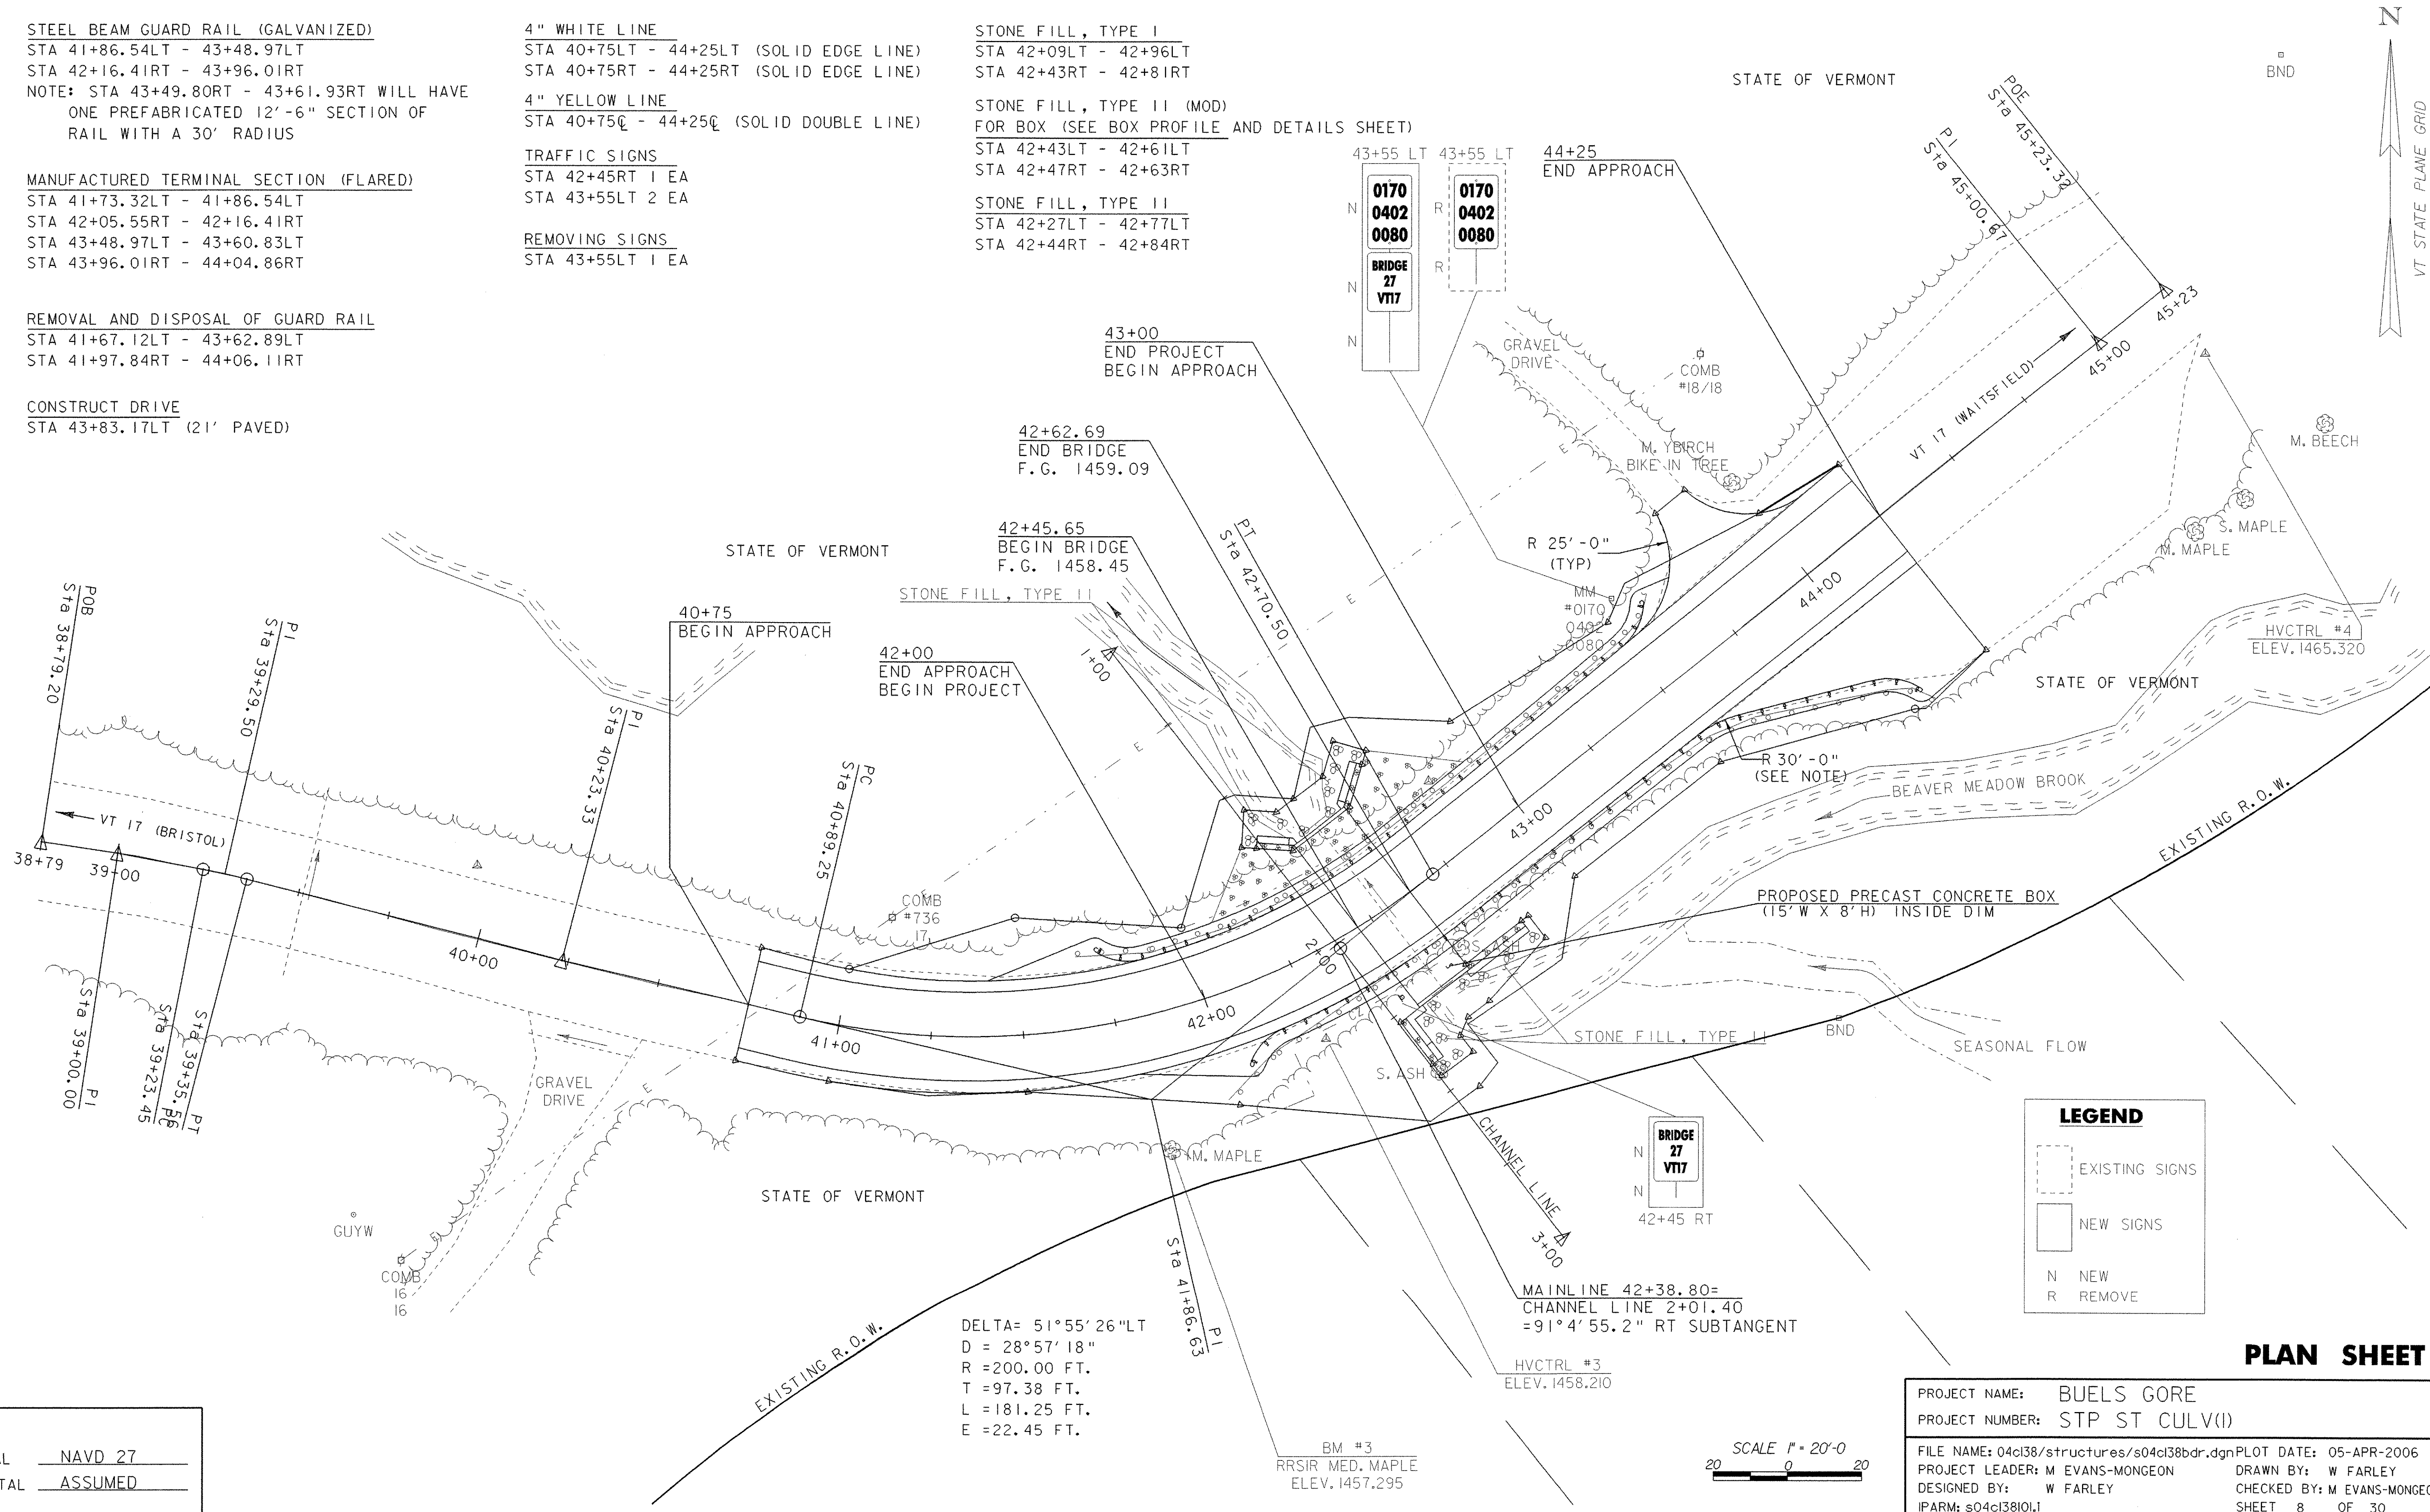 STEEL BEAM GUARD RAIL (GALVANIZED)
STA 41+86.54LT - 43+48.97LT
STA 42+16.41RT - 43+96.01RT
NOTE: STA 43+49.80RT - 43+61.93RT WILL HAVE
ONE PREFABRICATED 12'-6" SECTION OF
RAIL WITH A 30' RADIUS
MANUFACTURED TERMINAL SECTION (FLARED)
STA 41+73.32LT - 41+86.54LT
STA 42+05.55RT - 42+16.41RT
STA 43+48.97LT - 43+60.83LT
STA 43+96.01RT - 44+04.86RT
REMOVAL AND DISPOSAL OF GUARD RAIL
STA 41+67.12LT - 43+62.89LT
STA 41+97.84RT - 44+06.11RT
CONSTRUCT DRIVE
STA 43+83.17LT (21' PAVED)
4" WHITE LINE
STA 40+75LT - 44+25LT (SOLID EDGE LINE)
STA 40+75RT - 44+25RT (SOLID EDGE LINE)
4" YELLOW LINE
STA 40+75℄ - 44+25℄ (SOLID DOUBLE LINE)
TRAFFIC SIGNS
STA 42+45RT 1 EA
STA 43+55LT 2 EA
REMOVING SIGNS
STA 43+55LT 1 EA
STONE FILL, TYPE I
STA 42+09LT - 42+96LT
STA 42+43RT - 42+81RT
STONE FILL, TYPE II (MOD)
FOR BOX (SEE BOX PROFILE AND DETAILS SHEET)
STA 42+43LT - 42+61LT
STA 42+47RT - 42+63RT
STONE FILL, TYPE II
STA 42+27LT - 42+77LT
STA 42+44RT - 42+84RT
43+55 LT
43+55 LT
N
0170
0402
0080
N
BRIDGE
27
VT17
N
R
0170
0402
0080
R
44+25
END APPROACH
STATE OF VERMONT
BND
N
VT STATE PLANE GRID
POE
Sta 45+23.32
PI
Sta 45+00.67
45+23
45+00
VT 17 (WAITSFIELD)
GRAVEL
DRIVE
COMB
#18/18
M. YBIRCH
BIKE IN TREE
M. BEECH
S. MAPLE
M. MAPLE
HVCTRL #4
ELEV. 1465.320
STATE OF VERMONT
43+00
END PROJECT
BEGIN APPROACH
42+62.69
END BRIDGE
F.G. 1459.09
42+45.65
BEGIN BRIDGE
F.G. 1458.45
STONE FILL, TYPE II
PT
Sta 42+70.50
R 25'-0"
(TYP)
MM
#0170
0402
0080
44+00
E
E
E
1+00
STATE OF VERMONT
40+75
BEGIN APPROACH
42+00
END APPROACH
BEGIN PROJECT
POB
Sta 38+79.20
PI
Sta 39+29.50
PI
Sta 40+23.33
PC
Sta 40+89.25
VT 17 (BRISTOL)
38+79
39+00
40+00
41+00
42+00
43+00
2+00
COMB
#736
17
R 30'-0"
(SEE NOTE)
BEAVER MEADOW BROOK
EXISTING R.O.W.
PROPOSED PRECAST CONCRETE BOX
(15'W X 8'H) INSIDE DIM
S. ASH
STONE FILL, TYPE II
BND
SEASONAL FLOW
Sta 39+00.00
PI
Sta 39+23.45
PC
Sta 39+35.56
PT
GRAVEL
DRIVE
E
E
S. ASH
M. MAPLE
STATE OF VERMONT
GUYW
COMB
16
16
CHANNEL LINE
3+00
N
BRIDGE
27
VT17
N
42+45 RT
LEGEND
EXISTING SIGNS
NEW SIGNS
N NEW
R REMOVE
Sta 41+86.63
PI
MAINLINE 42+38.80=
CHANNEL LINE 2+01.40
=91°4'55.2" RT SUBTANGENT
HVCTRL #3
ELEV. 1458.210
DELTA= 51°55'26"LT
D = 28°57'18"
R =200.00 FT.
T =97.38 FT.
L =181.25 FT.
E =22.45 FT.
EXISTING R.O.W.
BM #3
RRSIR MED. MAPLE
ELEV. 1457.295
SCALE 1" = 20'-0
20 0 20
AL NAVD 27
TAL ASSUMED
PLAN SHEET
PROJECT NAME: BUELS GORE
PROJECT NUMBER: STP ST CULV(1)
FILE NAME: 04c138/structures/s04c138bdr.dgn PLOT DATE: 05-APR-2006
PROJECT LEADER: M EVANS-MONGEON DRAWN BY: W FARLEY
DESIGNED BY: W FARLEY CHECKED BY: M EVANS-MONGEO
IPARM: s04c138101.i SHEET 8 OF 30